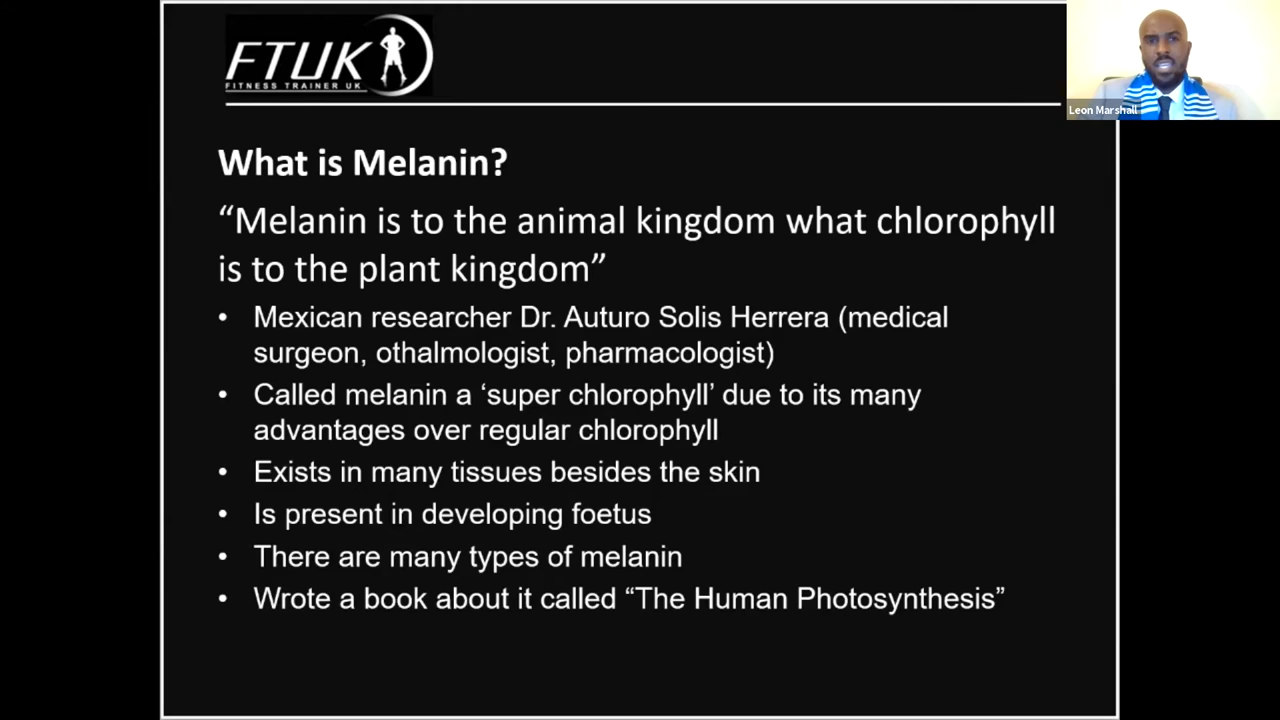 FTUK
FITNESS TRAINER UK
Leon Marshall
What is Melanin?
“Melanin is to the animal kingdom what chlorophyll
is to the plant kingdom”
• Mexican researcher Dr. Auturo Solis Herrera (medical
surgeon, othalmologist, pharmacologist)
• Called melanin a ‘super chlorophyll’ due to its many
advantages over regular chlorophyll
• Exists in many tissues besides the skin
• Is present in developing foetus
• There are many types of melanin
• Wrote a book about it called “The Human Photosynthesis”